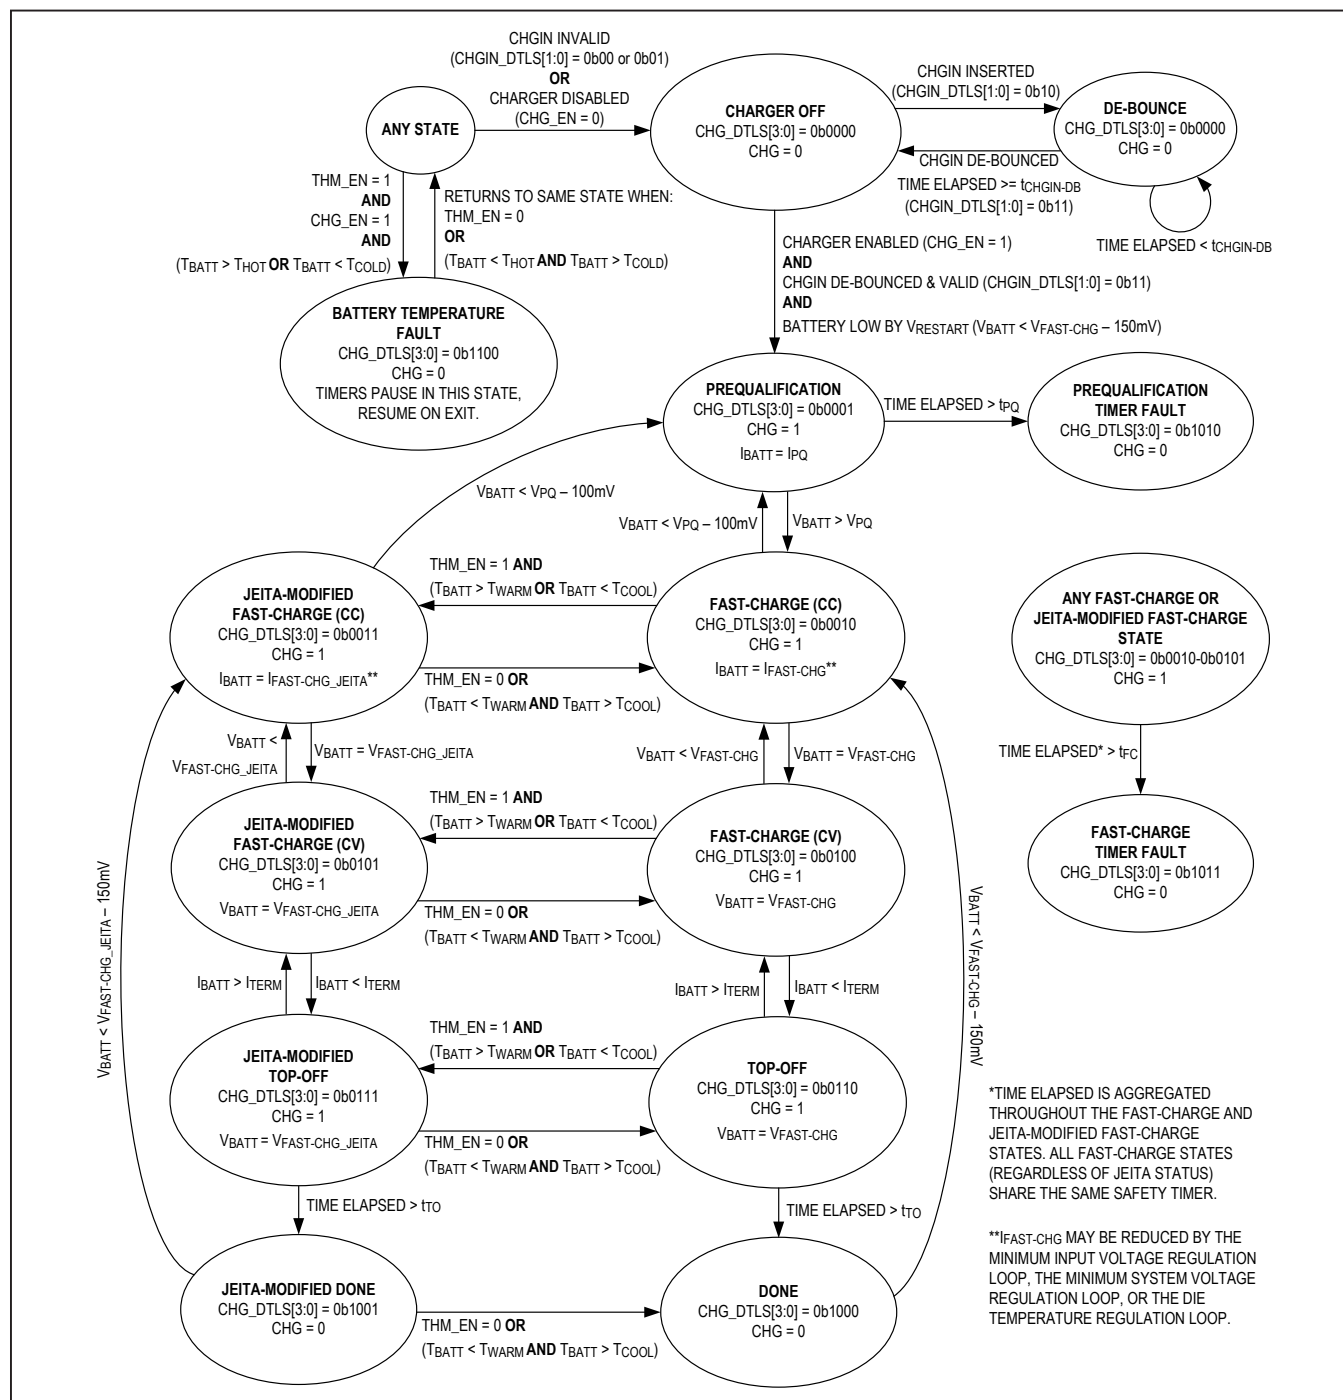 CHGIN INVALID
(CHGIN_DTLS[1:0] = 0b00 or 0b01)
OR
CHARGER DISABLED
(CHG_EN = 0)
ANY STATE
CHARGER OFF
CHG_DTLS[3:0] = 0b0000
CHG = 0
CHGIN INSERTED
(CHGIN_DTLS[1:0] = 0b10)
DE-BOUNCE
CHG_DTLS[3:0] = 0b0000
CHG = 0
CHGIN DE-BOUNCED
TIME ELAPSED >= tCHGIN-DB
(CHGIN_DTLS[1:0] = 0b11)
TIME ELAPSED < tCHGIN-DB
THM_EN = 1
AND
CHG_EN = 1
AND
(TBATT > THOT OR TBATT < TCOLD)
RETURNS TO SAME STATE WHEN:
THM_EN = 0
OR
(TBATT < THOT AND TBATT > TCOLD)
CHARGER ENABLED (CHG_EN = 1)
AND
CHGIN DE-BOUNCED & VALID (CHGIN_DTLS[1:0] = 0b11)
AND
BATTERY LOW BY VRESTART (VBATT < VFAST-CHG – 150mV)
BATTERY TEMPERATURE
FAULT
CHG_DTLS[3:0] = 0b1100
CHG = 0
TIMERS PAUSE IN THIS STATE,
RESUME ON EXIT.
PREQUALIFICATION
CHG_DTLS[3:0] = 0b0001
CHG = 1
IBATT = IPQ
TIME ELAPSED > tPQ
PREQUALIFICATION
TIMER FAULT
CHG_DTLS[3:0] = 0b1010
CHG = 0
VBATT < VPQ – 100mV
VBATT < VPQ – 100mV
VBATT > VPQ
JEITA-MODIFIED
FAST-CHARGE (CC)
CHG_DTLS[3:0] = 0b0011
CHG = 1
IBATT = IFAST-CHG_JEITA**
THM_EN = 1 AND
(TBATT > TWARM OR TBATT < TCOOL)
THM_EN = 0 OR
(TBATT < TWARM AND TBATT > TCOOL)
FAST-CHARGE (CC)
CHG_DTLS[3:0] = 0b0010
CHG = 1
IBATT = IFAST-CHG**
ANY FAST-CHARGE OR
JEITA-MODIFIED FAST-CHARGE
STATE
CHG_DTLS[3:0] = 0b0010-0b0101
CHG = 1
VBATT <
VFAST-CHG_JEITA
VBATT = VFAST-CHG_JEITA
VBATT < VFAST-CHG
VBATT = VFAST-CHG
TIME ELAPSED* > tFC
JEITA-MODIFIED
FAST-CHARGE (CV)
CHG_DTLS[3:0] = 0b0101
CHG = 1
VBATT = VFAST-CHG_JEITA
THM_EN = 1 AND
(TBATT > TWARM OR TBATT < TCOOL)
THM_EN = 0 OR
(TBATT < TWARM AND TBATT > TCOOL)
FAST-CHARGE (CV)
CHG_DTLS[3:0] = 0b0100
CHG = 1
VBATT = VFAST-CHG
FAST-CHARGE
TIMER FAULT
CHG_DTLS[3:0] = 0b1011
CHG = 0
VBATT < VFAST-CHG_JEITA – 150mV
VBATT < VFAST-CHG – 150mV
IBATT > ITERM
IBATT < ITERM
IBATT > ITERM
IBATT < ITERM
JEITA-MODIFIED
TOP-OFF
CHG_DTLS[3:0] = 0b0111
CHG = 1
VBATT = VFAST-CHG_JEITA
THM_EN = 1 AND
(TBATT > TWARM OR TBATT < TCOOL)
THM_EN = 0 OR
(TBATT < TWARM AND TBATT > TCOOL)
TOP-OFF
CHG_DTLS[3:0] = 0b0110
CHG = 1
VBATT = VFAST-CHG
*TIME ELAPSED IS AGGREGATED
THROUGHOUT THE FAST-CHARGE AND
JEITA-MODIFIED FAST-CHARGE
STATES. ALL FAST-CHARGE STATES
(REGARDLESS OF JEITA STATUS)
SHARE THE SAME SAFETY TIMER.
TIME ELAPSED > tTO
TIME ELAPSED > tTO
**IFAST-CHG MAY BE REDUCED BY THE
MINIMUM INPUT VOLTAGE REGULATION
LOOP, THE MINIMUM SYSTEM VOLTAGE
REGULATION LOOP, OR THE DIE
TEMPERATURE REGULATION LOOP.
JEITA-MODIFIED DONE
CHG_DTLS[3:0] = 0b1001
CHG = 0
THM_EN = 0 OR
(TBATT < TWARM AND TBATT > TCOOL)
DONE
CHG_DTLS[3:0] = 0b1000
CHG = 0